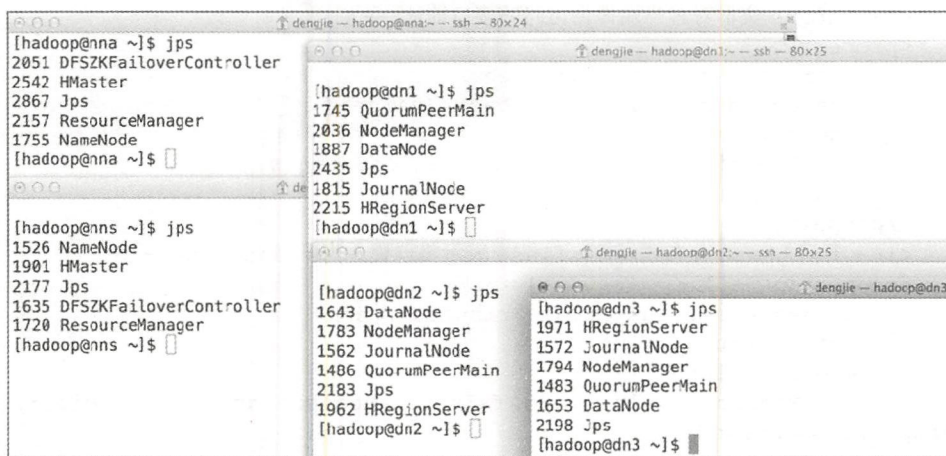 dengjie — hadoop@nna:~ — ssh — 80×24
[hadoop@nna ~]$ jps
2051 DFSZKFailoverController
2542 HMaster
2867 Jps
2157 ResourceManager
1755 NameNode
[hadoop@nna ~]$
de
[hadoop@nns ~]$ jps
1526 NameNode
1901 HMaster
2177 Jps
1635 DFSZKFailoverController
1720 ResourceManager
[hadoop@nns ~]$
dengjie — hadoop@dn1:~ — ssh — 80×25
[hadoop@dn1 ~]$ jps
1745 QuorumPeerMain
2036 NodeManager
1887 DataNode
2435 Jps
1815 JournalNode
2215 HRegionServer
[hadoop@dn1 ~]$
dengjie — hadoop@dn2:~ — ssh — 80×25
[hadoop@dn2 ~]$ jps
1643 DataNode
1783 NodeManager
1562 JournalNode
1486 QuorumPeerMain
2183 Jps
1962 HRegionServer
[hadoop@dn2 ~]$
dengjie — hadoop@dn3
[hadoop@dn3 ~]$ jps
1971 HRegionServer
1572 JournalNode
1794 NodeManager
1483 QuorumPeerMain
1653 DataNode
2198 Jps
[hadoop@dn3 ~]$